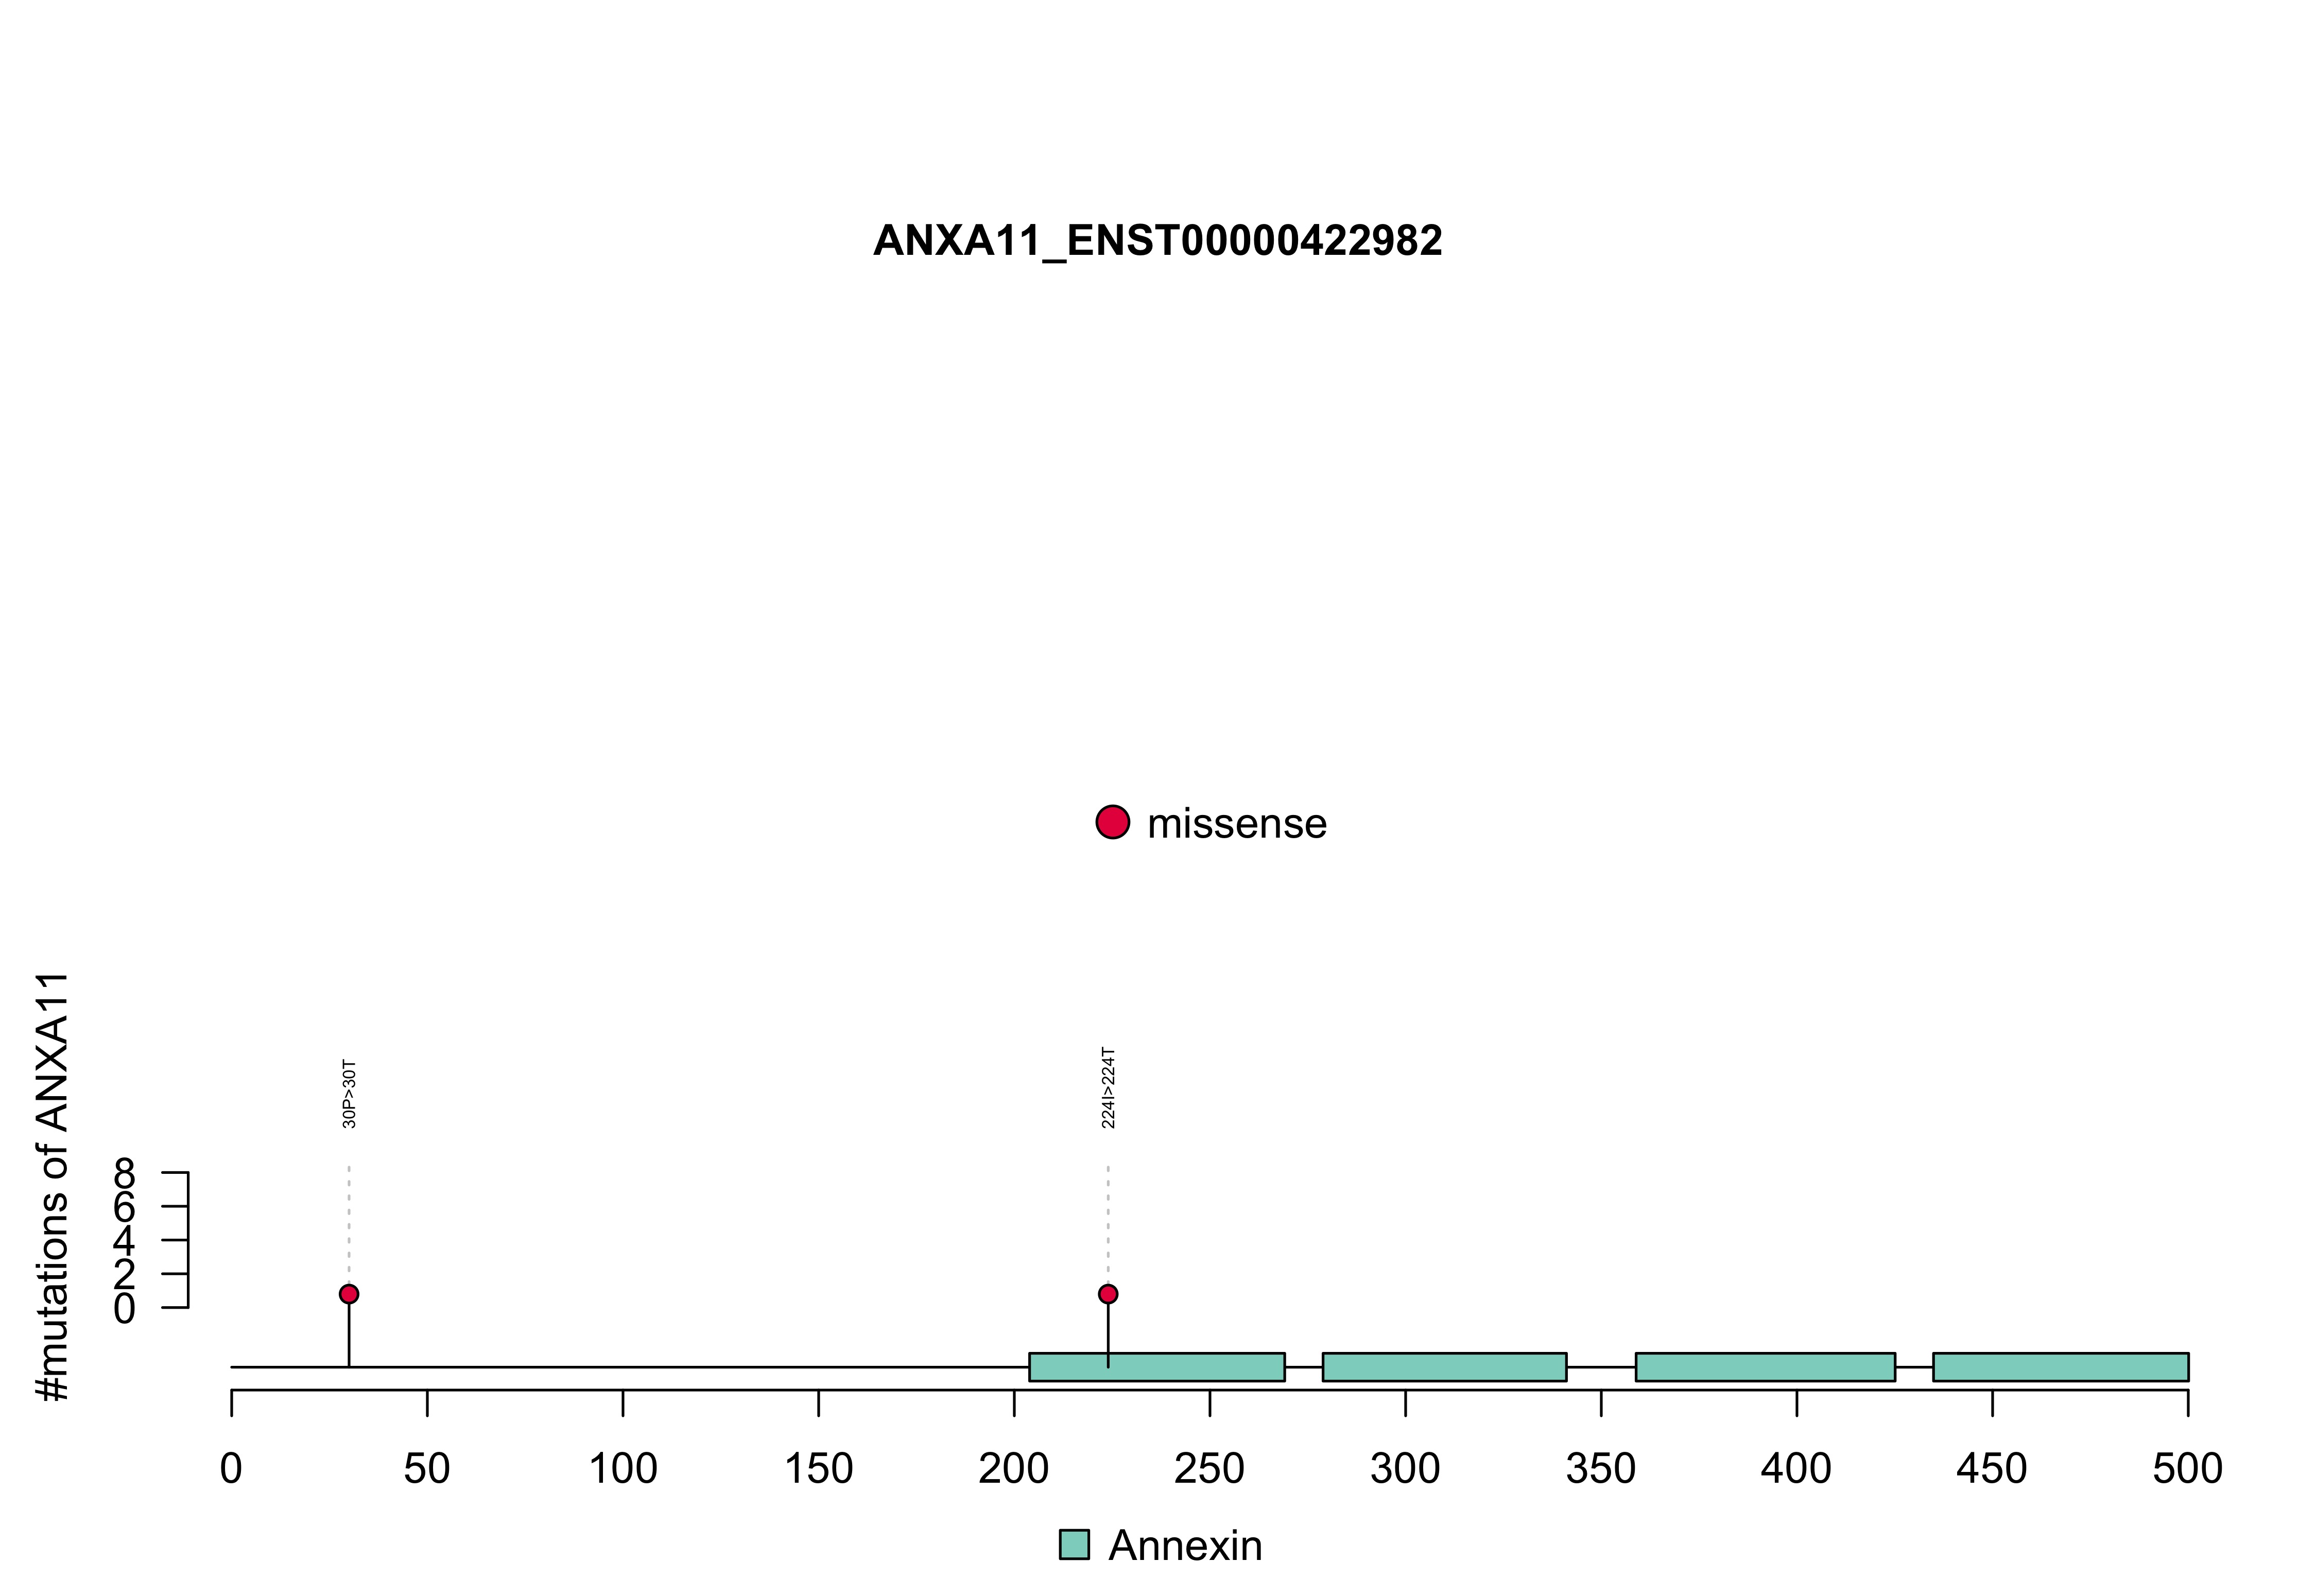 ANXA11_ENST00000422982
missense
#mutations of ANXA11
30P>30T
224I>224T
8
6
4
2
0
0 50 100 150 200 250 300 350 400 450 500
Annexin